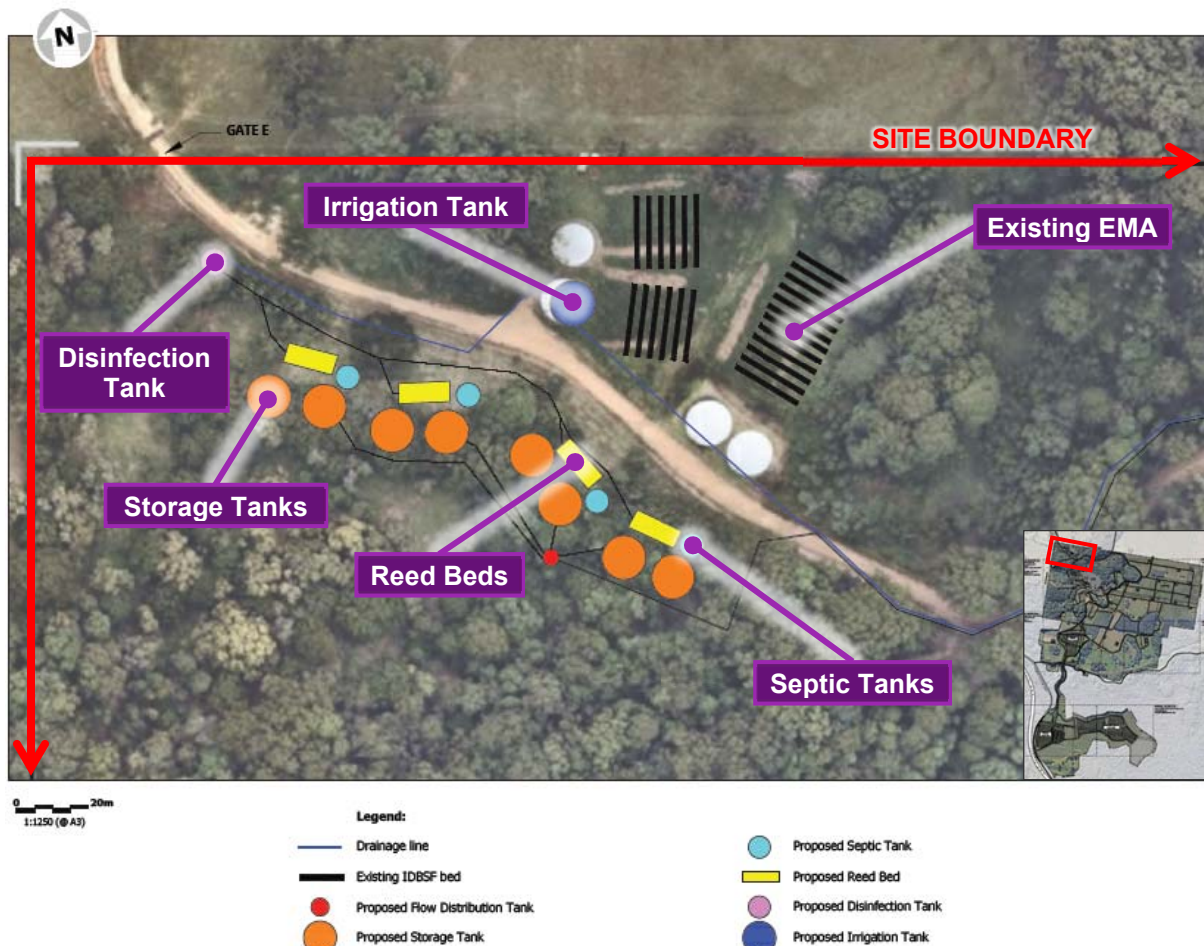 N
GATE E
SITE BOUNDARY
Irrigation Tank
Existing EMA
Disinfection
Tank
Storage Tanks
Reed Beds
Septic Tanks
0 20m
1:1250 (@ A3)
Legend:
Drainage line
Existing IDBSF bed
Proposed Flow Distribution Tank
Proposed Storage Tank
Proposed Septic Tank
Proposed Reed Bed
Proposed Disinfection Tank
Proposed Irrigation Tank